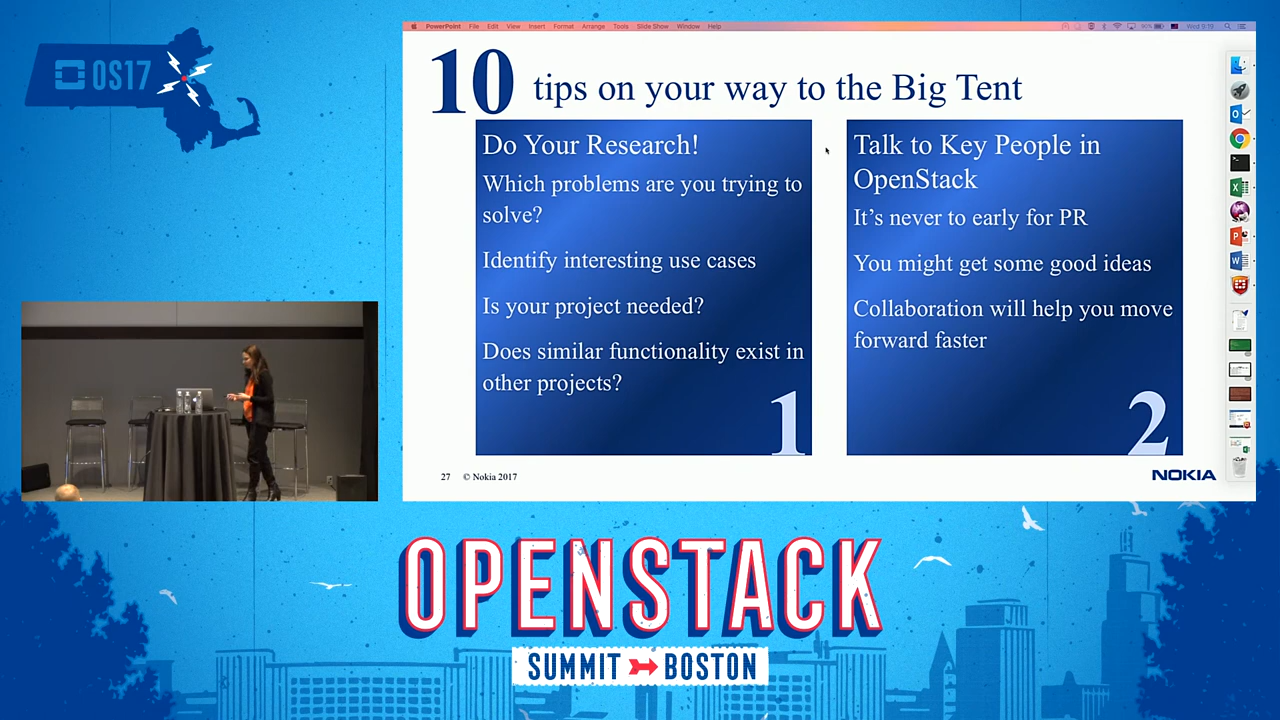 OS17
PowerPoint File Edit View Insert Format Arrange Tools Slide Show Window Help
10 tips on your way to the Big Tent
Do Your Research!
Which problems are you trying to
solve?
Identify interesting use cases
Is your project needed?
Does similar functionality exist in
other projects?
1
Talk to Key People in
OpenStack
It's never to early for PR
You might get some good ideas
Collaboration will help you move
forward faster
2
27 © Nokia 2017
NOKIA
OPENSTACK
SUMMIT BOSTON